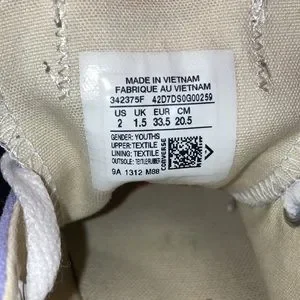 MADE IN VIETNAM
FABRIQUE AU VIETNAM
342375F 42D7DS0G00259
US UK EUR CM
2 1.5 33.5 20.5
GENDER: YOUTHS
UPPER: TEXTILE
LINING: TEXTILE
OUTSOLE: TEXTILE/RUBBER
9A 1312 M88
CONVERSE